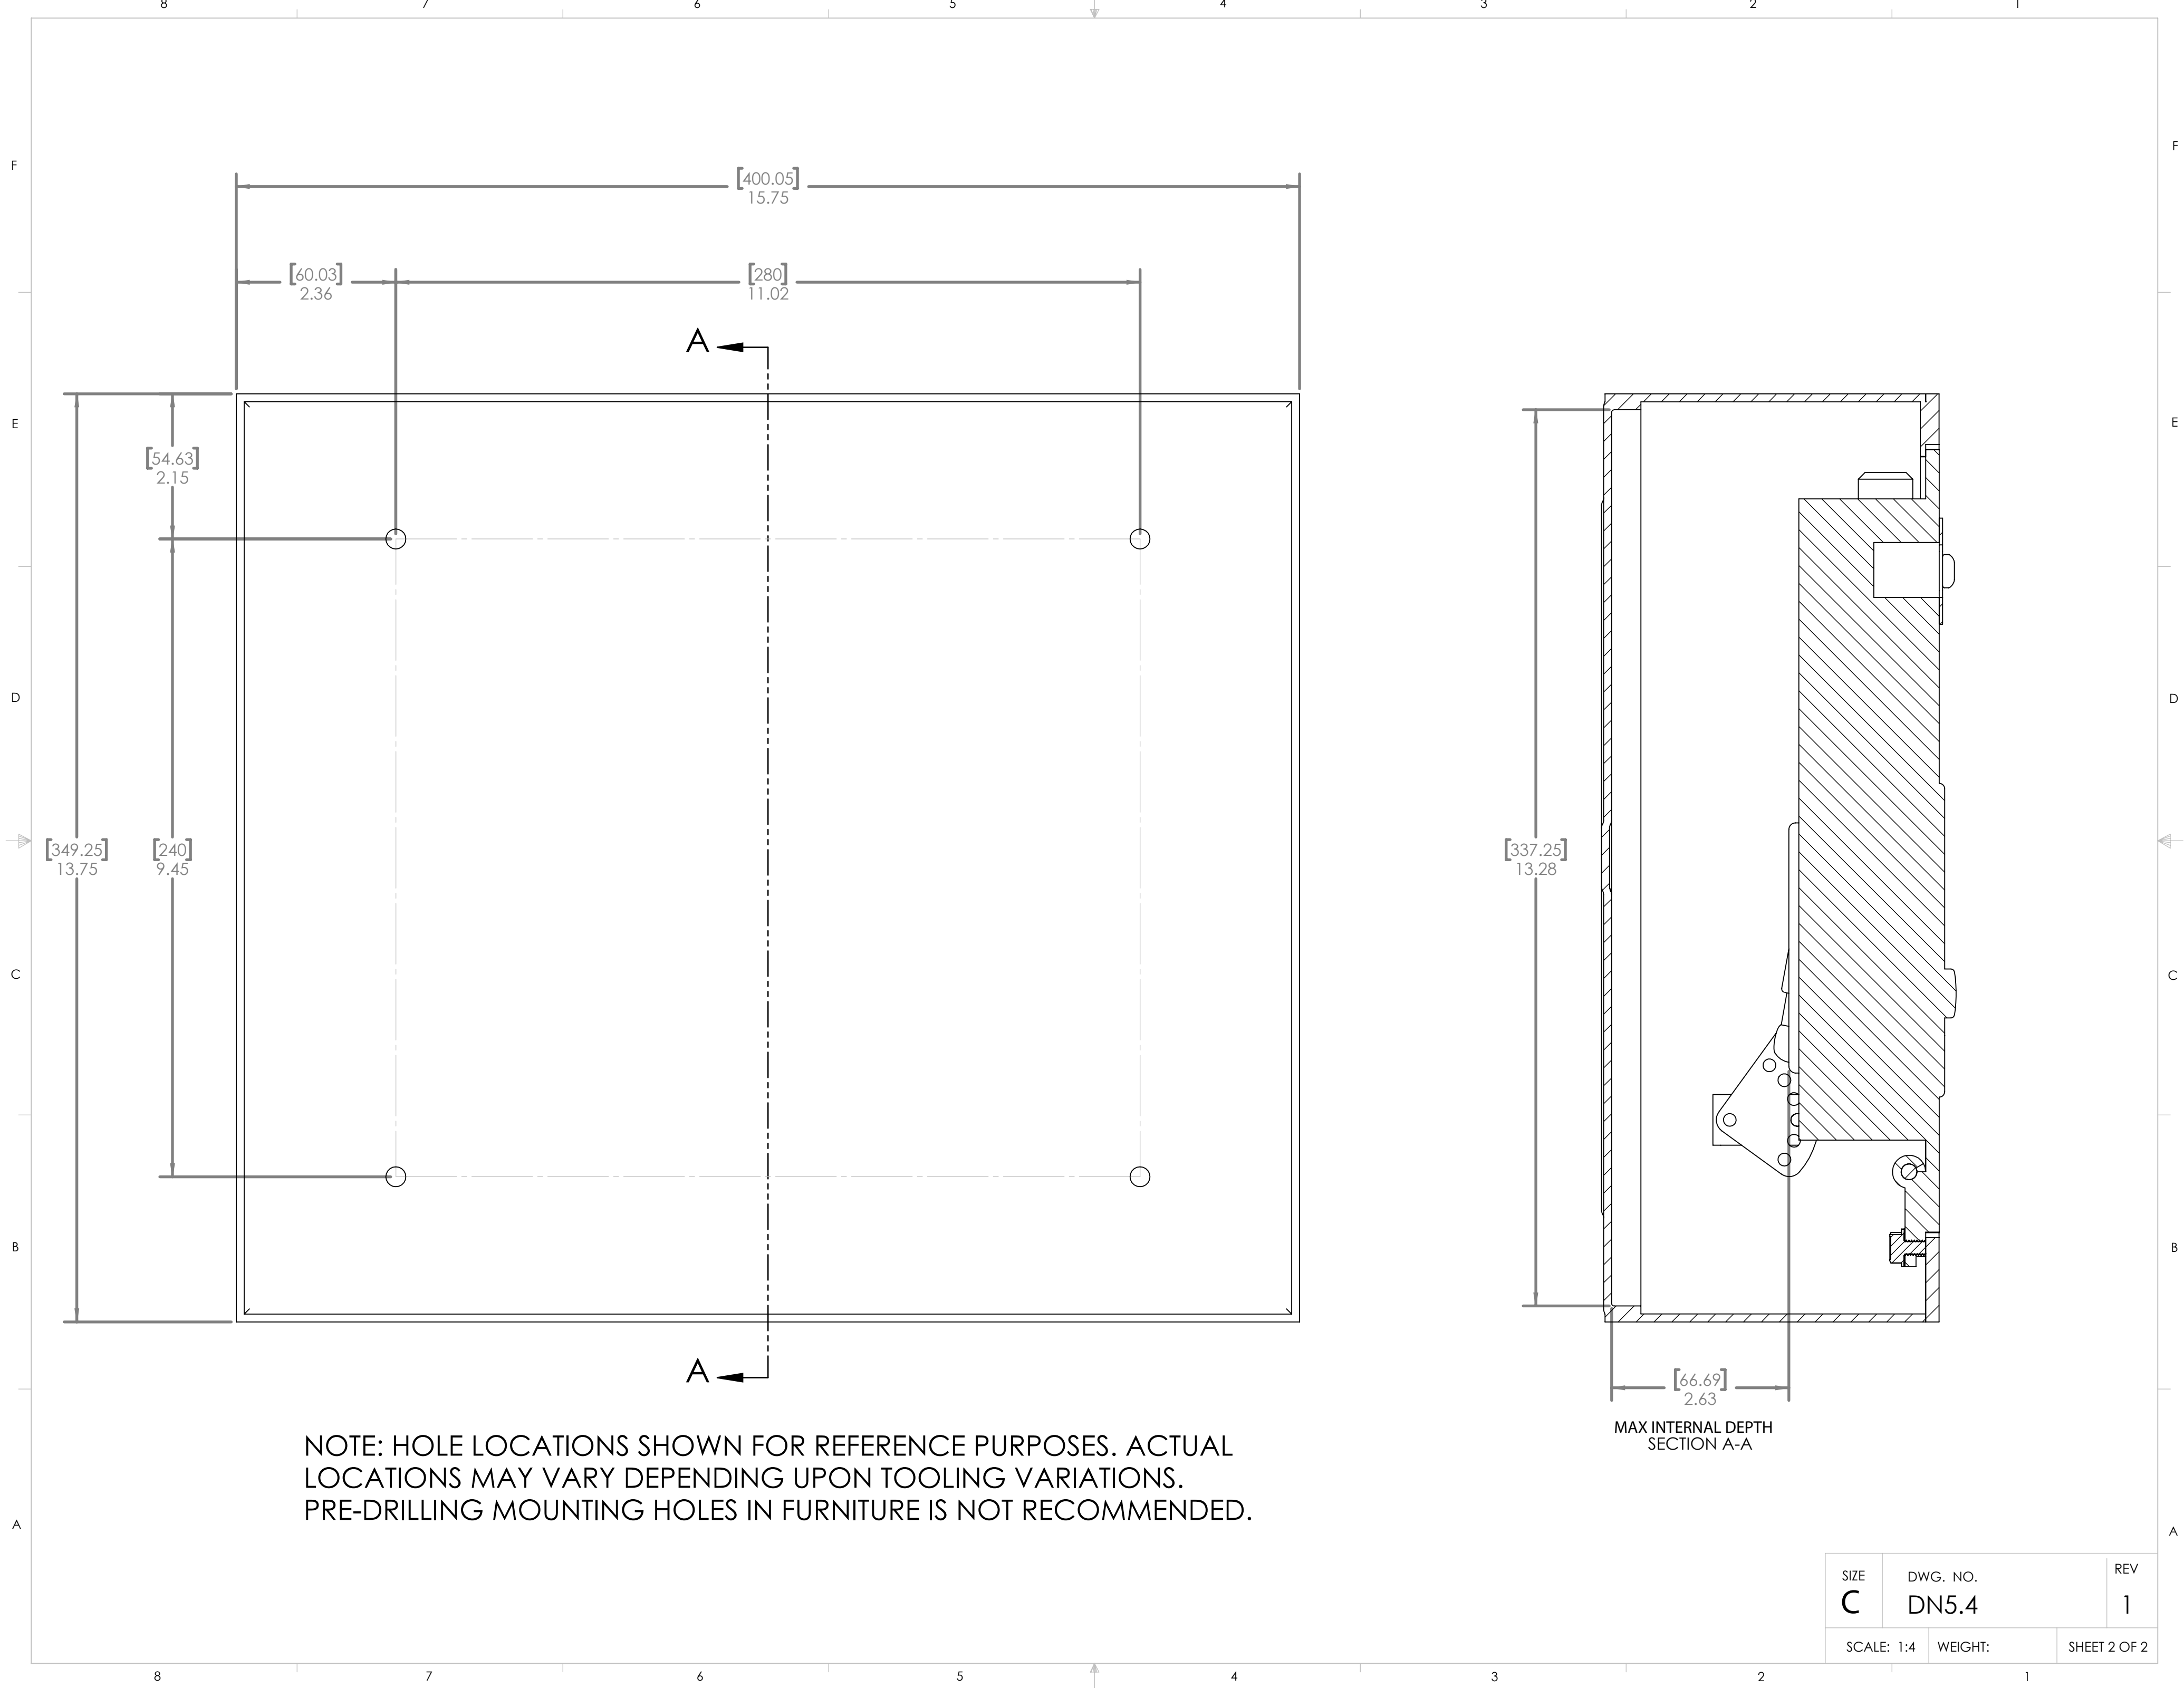 8 7 6 5 4 3 2 1
F F
[400.05]
15.75
[60.03]
2.36
[280]
11.02
A
E E
[54.63]
2.15
D D
[349.25]
13.75
[240]
9.45
[337.25]
13.28
C C
B B
A
[66.69]
2.63
MAX INTERNAL DEPTH
SECTION A-A
NOTE: HOLE LOCATIONS SHOWN FOR REFERENCE PURPOSES. ACTUAL
LOCATIONS MAY VARY DEPENDING UPON TOOLING VARIATIONS.
PRE-DRILLING MOUNTING HOLES IN FURNITURE IS NOT RECOMMENDED.
A A
SIZE
C
DWG. NO.
DN5.4
REV
1
SCALE: 1:4 WEIGHT: SHEET 2 OF 2
8 7 6 5 4 3 2 1